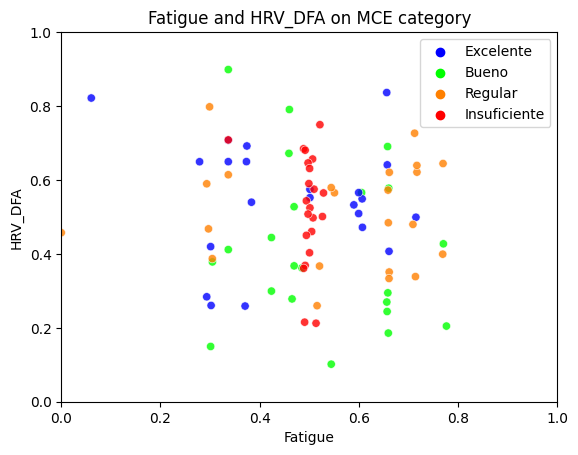 Fatigue and HRV_DFA on MCE category
Excelente
Bueno
Regular
Insuficiente
1.0
0.8
0.6
0.4
0.2
0.0
HRV_DFA
0.0 0.2 0.4 0.6 0.8 1.0
Fatigue